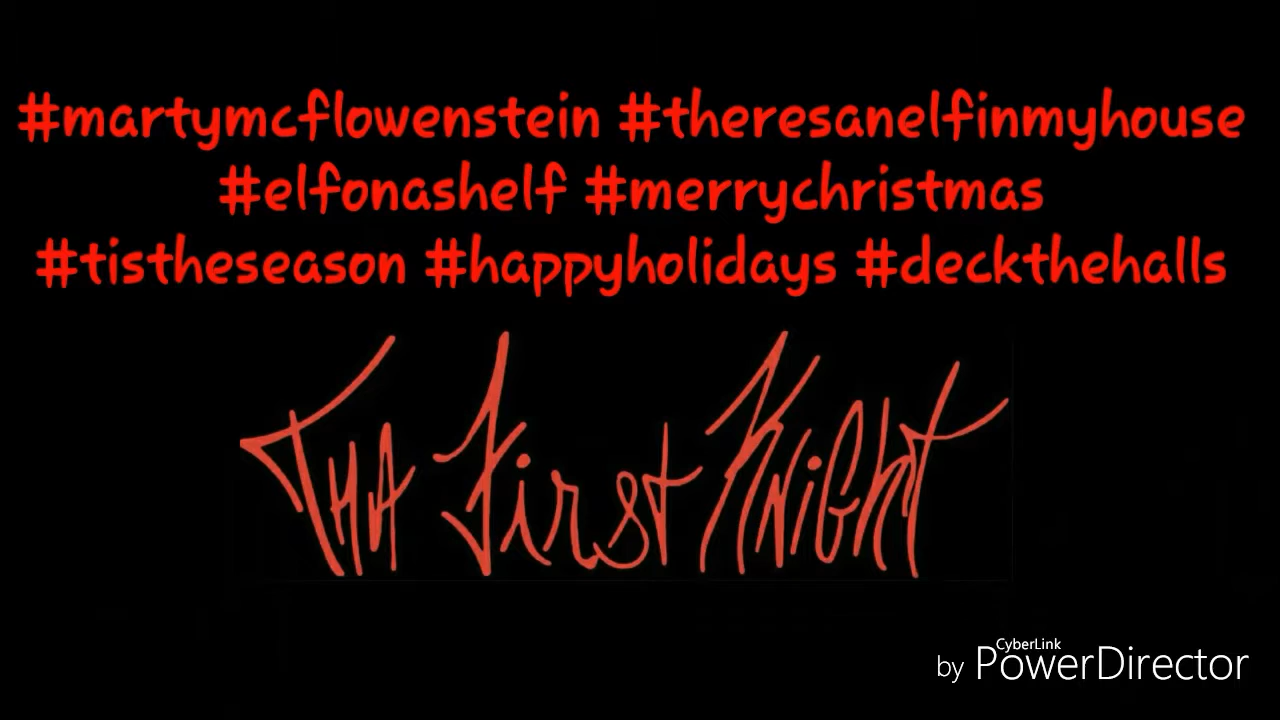 #martymcflowenstein #theresanelfinmyhouse
#elfonashelf #merrychristmas
#tistheseason #happyholidays #deckthehalls
Tha First Knight
CyberLink
by PowerDirector